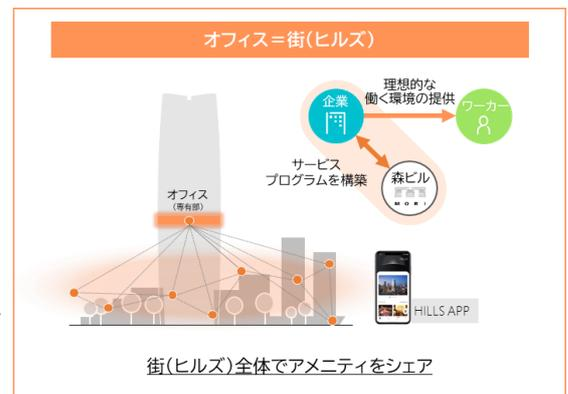 オフィス=街(ヒルズ)
理想的な
働く環境の提供
企業
ワーカー
サービス
プログラムを構築
森ビル
MORI
オフィス
(専有部)
HILLS APP
街(ヒルズ)全体でアメニティをシェア